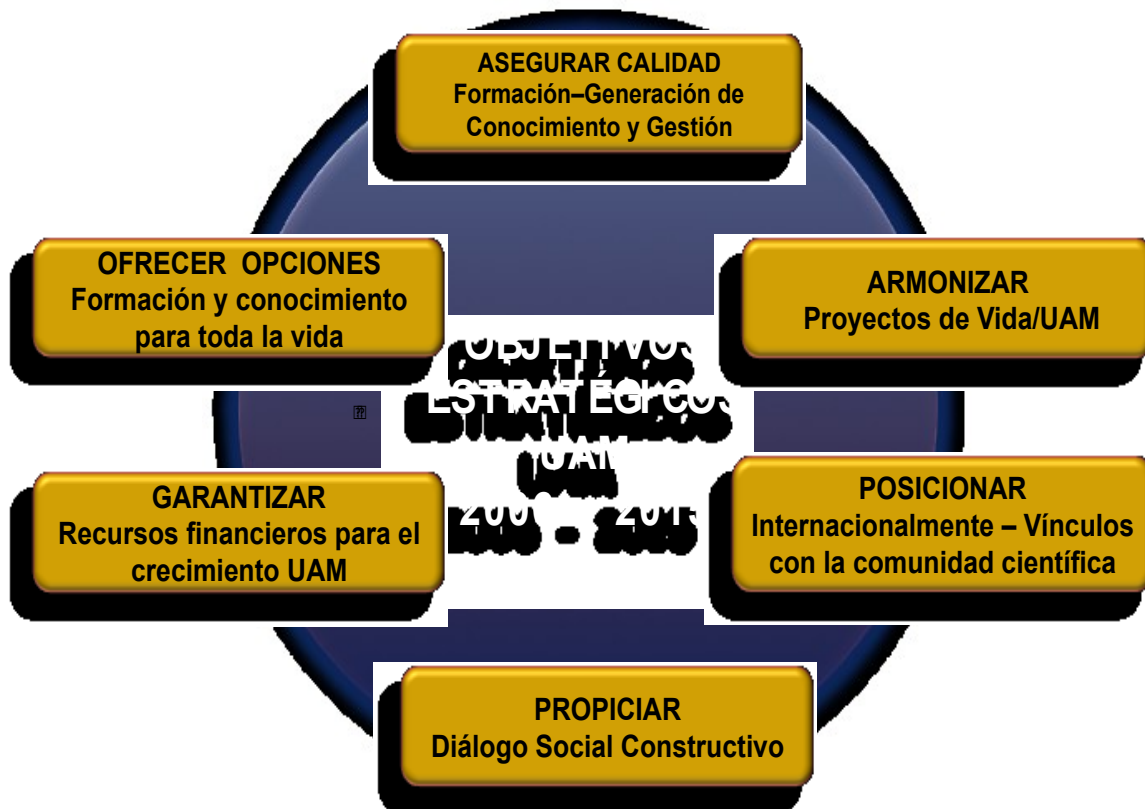 ASEGURAR CALIDAD
Formación–Generación de
Conocimiento y Gestión
OFRECER OPCIONES
Formación y conocimiento
para toda la vida
ARMONIZAR
Proyectos de Vida/UAM
OBJETIVOS
ESTRATÉGICOS
UAM
GARANTIZAR
Recursos financieros para el
crecimiento UAM
POSICIONAR
Internacionalmente – Vínculos
con la comunidad científica
PROPICIAR
Diálogo Social Constructivo